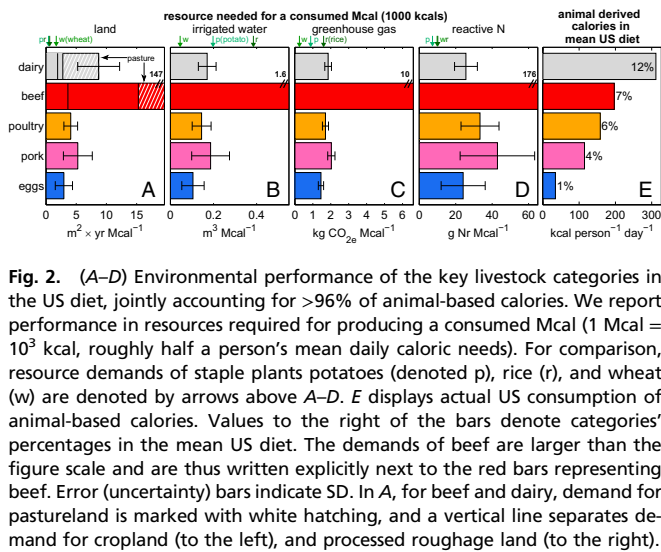 resource needed for a consumed Mcal (1000 kcals)
animal derived
calories in
mean US diet
land
irrigated water
greenhouse gas
reactive N
pr
w(wheat)
w
p(potato)
r
w
p
r(rice)
p
wr
dairy
beef
poultry
pork
eggs
pasture
147
1.6
10
176
12%
7%
6%
4%
1%
A
B
C
D
E
0
5
10
15
0
0.2
0.4
0
2
4
6
0
20
40
60
0
100
200
300
m² × yr Mcal⁻¹
m³ Mcal⁻¹
kg CO₂ₑ Mcal⁻¹
g Nr Mcal⁻¹
kcal person⁻¹ day⁻¹
Fig. 2. (A–D) Environmental performance of the key livestock categories in
the US diet, jointly accounting for >96% of animal-based calories. We report
performance in resources required for producing a consumed Mcal (1 Mcal =
10³ kcal, roughly half a person’s mean daily caloric needs). For comparison,
resource demands of staple plants potatoes (denoted p), rice (r), and wheat
(w) are denoted by arrows above A–D. E displays actual US consumption of
animal-based calories. Values to the right of the bars denote categories’
percentages in the mean US diet. The demands of beef are larger than the
figure scale and are thus written explicitly next to the red bars representing
beef. Error (uncertainty) bars indicate SD. In A, for beef and dairy, demand for
pastureland is marked with white hatching, and a vertical line separates de-
mand for cropland (to the left), and processed roughage land (to the right).